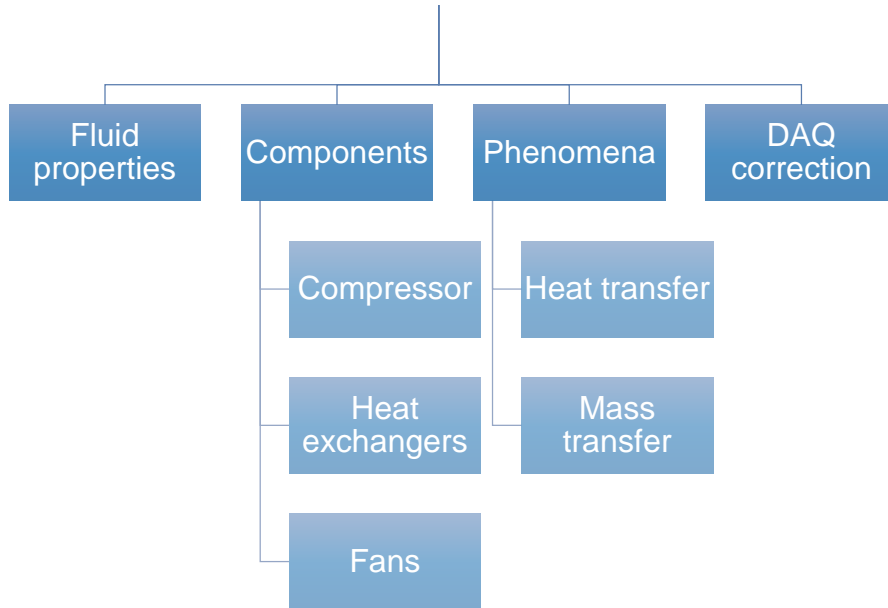 Fluid
properties
Components
Phenomena
DAQ
correction
Compressor
Heat transfer
Heat
exchangers
Mass
transfer
Fans